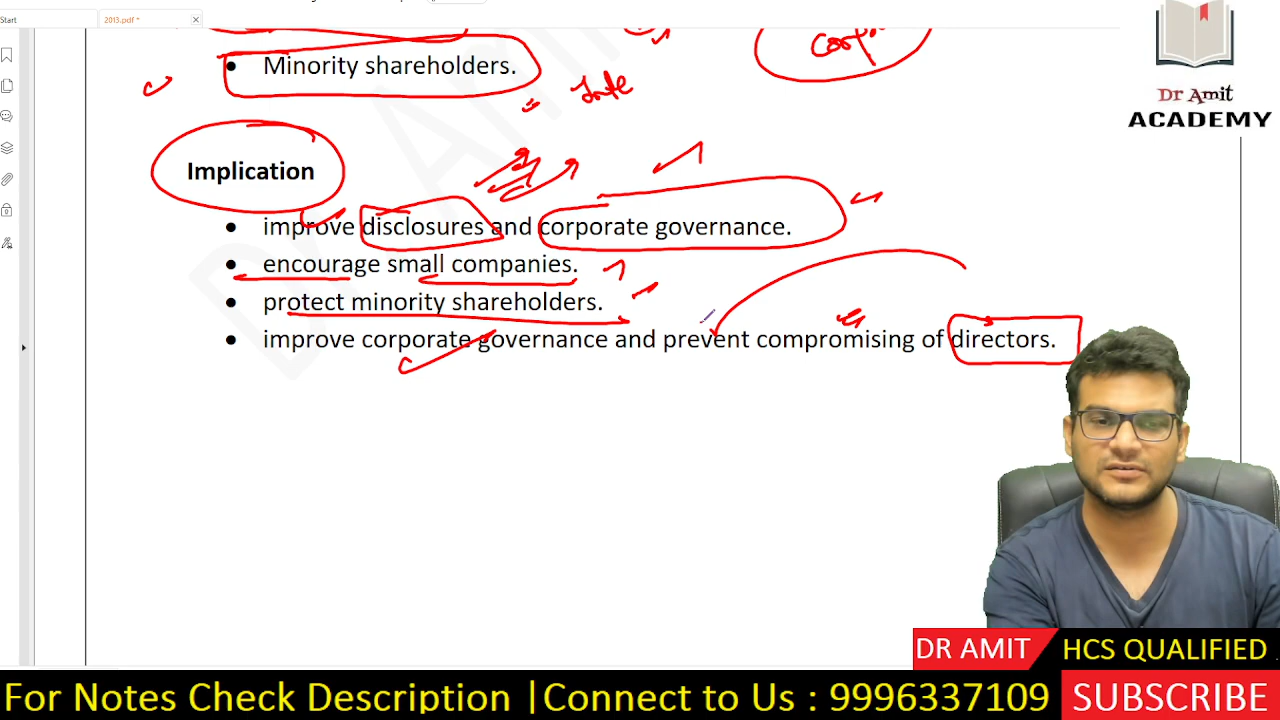 Start
2013.pdf *
• Minority shareholders.
Dr Amit
ACADEMY
Implication
• improve disclosures and corporate governance.
• encourage small companies.
• protect minority shareholders.
• improve corporate governance and prevent compromising of directors.
DR AMIT
HCS QUALIFIED
For Notes Check Description |Connect to Us : 9996337109
SUBSCRIBE